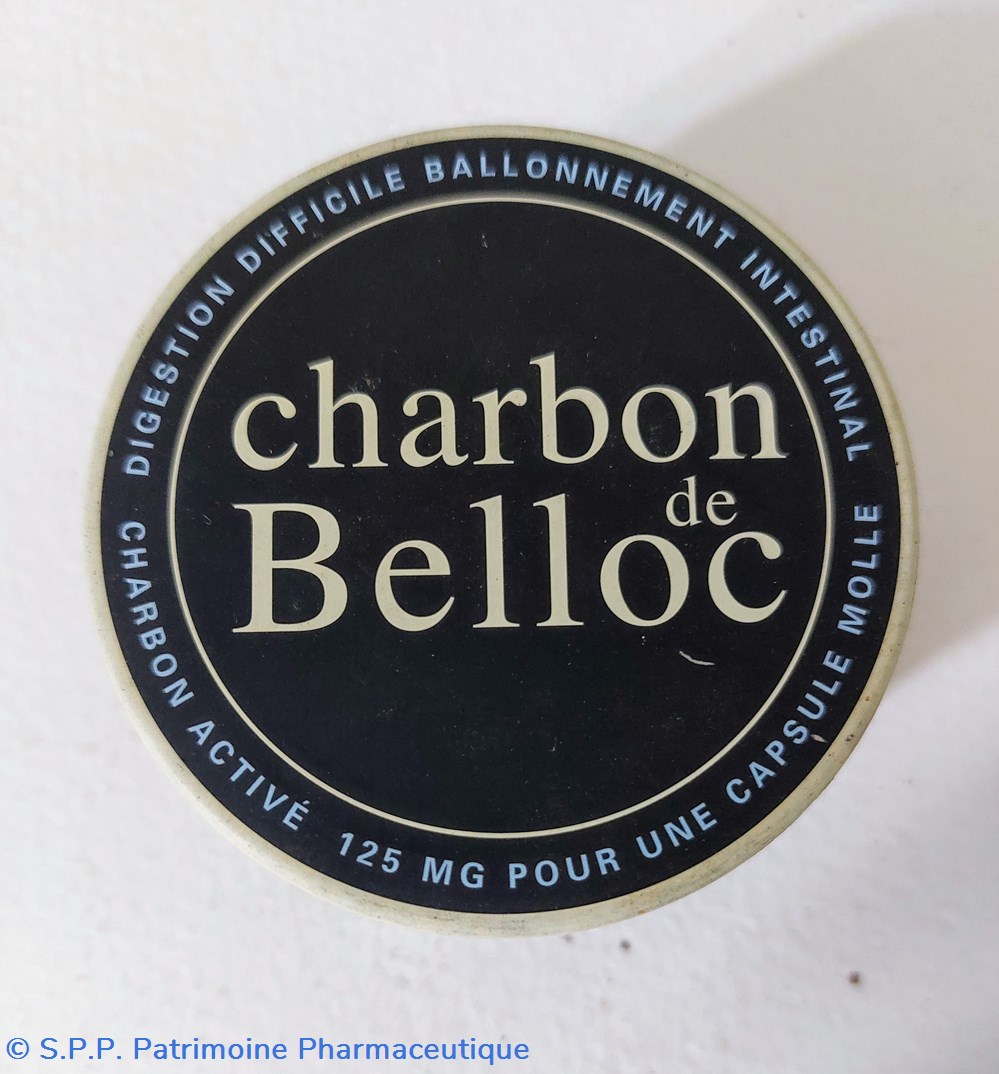 DIGESTION DIFFICILE BALLONNEMENT INTESTINAL
charbon
de
Belloc
CHARBON ACTIVÉ 125 MG POUR UNE CAPSULE MOLLE
© S.P.P. Patrimoine Pharmaceutique